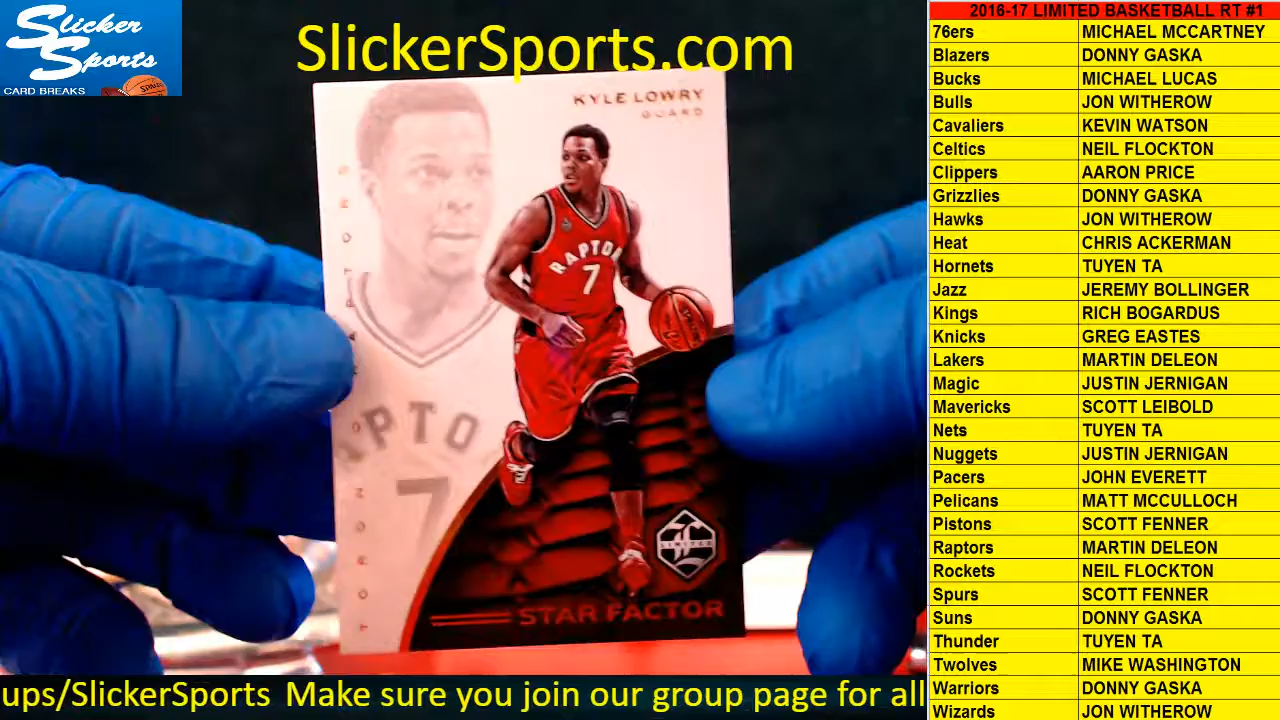 Slicker
Sports
CARD BREAKS
SPALDING
SlickerSports.com
KYLE LOWRY
GUARD
TORONTO RAPTORS
RAPTO
7
RAPTO
7
LIMITED
STAR FACTOR
ups/SlickerSports Make sure you join our group page for all
2016-17 LIMITED BASKETBALL RT #1
76ers MICHAEL MCCARTNEY
Blazers DONNY GASKA
Bucks MICHAEL LUCAS
Bulls JON WITHEROW
Cavaliers KEVIN WATSON
Celtics NEIL FLOCKTON
Clippers AARON PRICE
Grizzlies DONNY GASKA
Hawks JON WITHEROW
Heat CHRIS ACKERMAN
Hornets TUYEN TA
Jazz JEREMY BOLLINGER
Kings RICH BOGARDUS
Knicks GREG EASTES
Lakers MARTIN DELEON
Magic JUSTIN JERNIGAN
Mavericks SCOTT LEIBOLD
Nets TUYEN TA
Nuggets JUSTIN JERNIGAN
Pacers JOHN EVERETT
Pelicans MATT MCCULLOCH
Pistons SCOTT FENNER
Raptors MARTIN DELEON
Rockets NEIL FLOCKTON
Spurs SCOTT FENNER
Suns DONNY GASKA
Thunder TUYEN TA
Twolves MIKE WASHINGTON
Warriors DONNY GASKA
Wizards JON WITHEROW